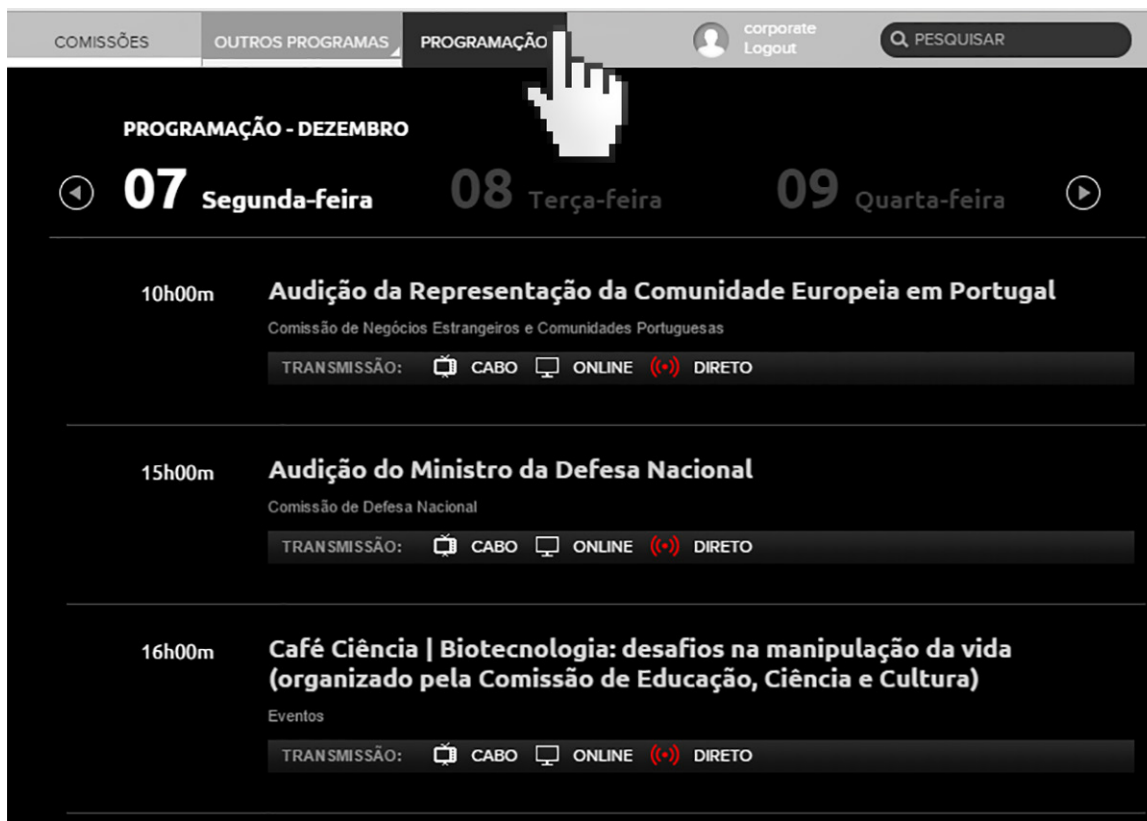 COMISSÕES OUTROS PROGRAMAS PROGRAMAÇÃO corporate
Logout PESQUISAR
PROGRAMAÇÃO - DEZEMBRO
07 Segunda-feira 08 Terça-feira 09 Quarta-feira
10h00m Audição da Representação da Comunidade Europeia em Portugal
Comissão de Negócios Estrangeiros e Comunidades Portuguesas
TRANSMISSÃO: CABO ONLINE DIRETO
15h00m Audição do Ministro da Defesa Nacional
Comissão de Defesa Nacional
TRANSMISSÃO: CABO ONLINE DIRETO
16h00m Café Ciência | Biotecnologia: desafios na manipulação da vida
(organizado pela Comissão de Educação, Ciência e Cultura)
Eventos
TRANSMISSÃO: CABO ONLINE DIRETO